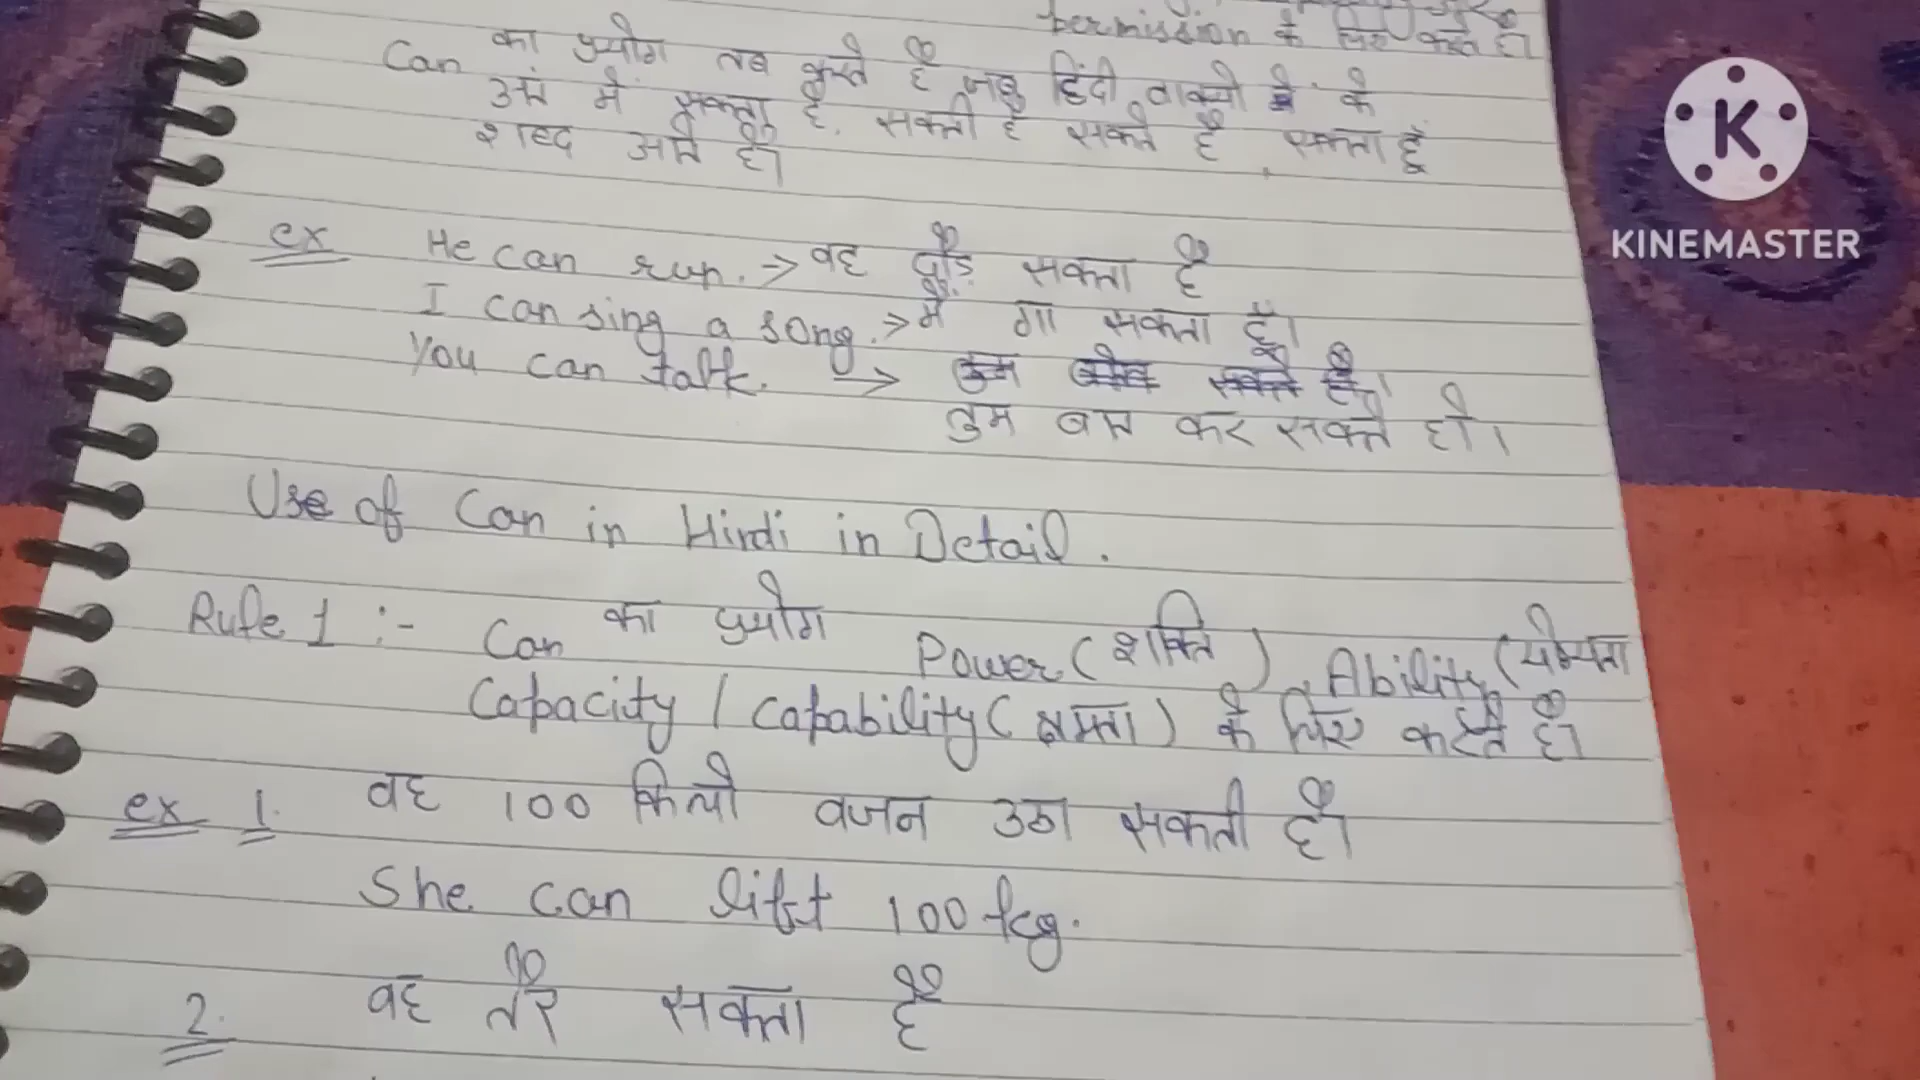 permission के लिए करते है।
Can का प्रयोग तब करते है जब हिंदी वाक्यो के
अंत में सकता है, सकती है सकते है, सकता हूँ
शब्द आते है।
ex He can run. → वह दौड़ सकता है
I can sing a song. → मैं गा सकता हूँ।
You can talk. →
तुम बात कर सकते हो।
Use of Can in Hindi in Detail.
Rule 1 :- Can का प्रयोग Power (शक्ति), Ability (योग्यता
Capacity / Capability (क्षमता) के लिए करते है।
ex 1. वह 100 किलो वजन उठा सकती है।
She can lift 100 kg.
2. वह तैर सकता है
K
KINEMASTER